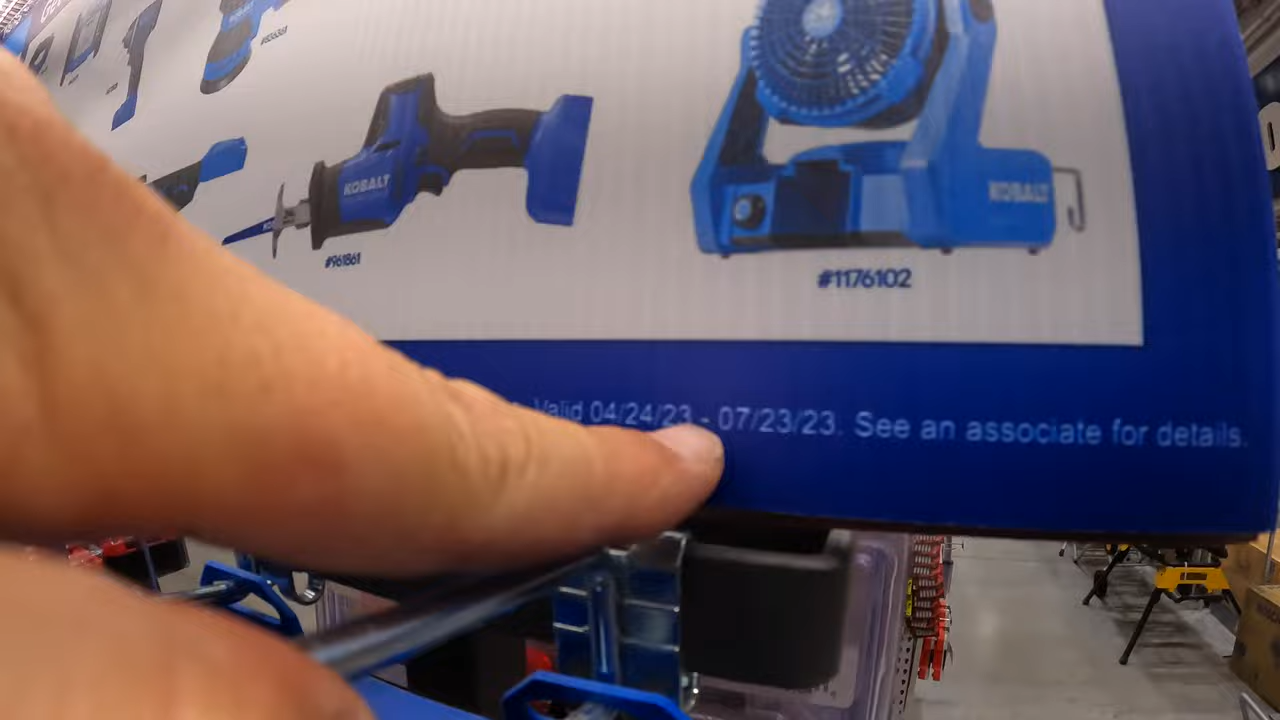 KOBALT
#961861
KOBALT
#1176102
Valid 04/24/23 - 07/23/23. See an associate for details.